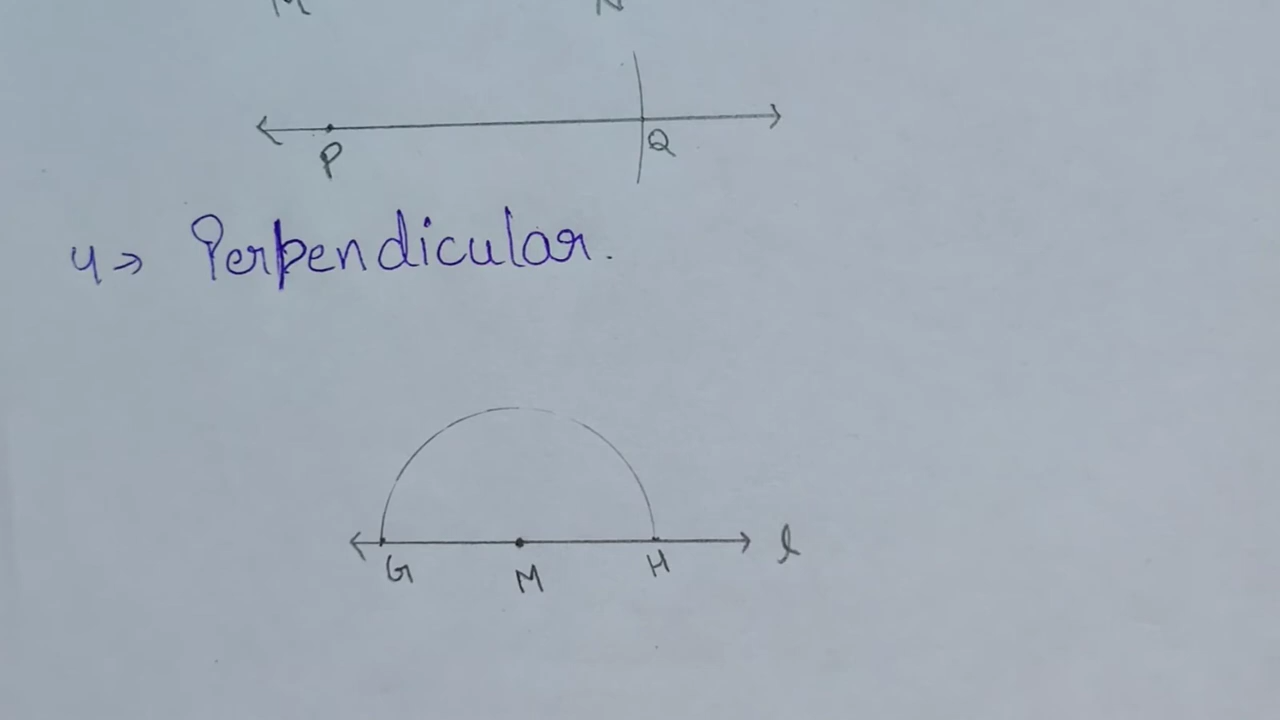 M N
P Q
4⇒ Perpendicular.
l
G M H